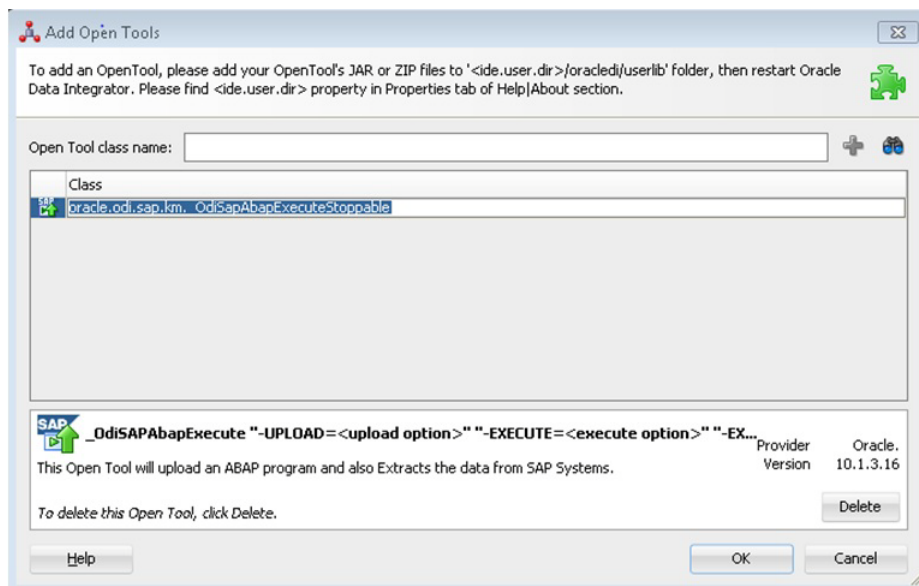 Add Open Tools
To add an OpenTool, please add your OpenTool's JAR or ZIP files to '<ide.user.dir>/oracledi/userlib' folder, then restart Oracle
Data Integrator. Please find <ide.user.dir> property in Properties tab of Help|About section.
Open Tool class name:
Class
SAP
oracle.odi.sap.km._OdiSapAbapExecuteStoppable
SAP
_OdiSAPAbapExecute "-UPLOAD=<upload option>" "-EXECUTE=<execute option>" "-EX...
Provider Oracle.
This Open Tool will upload an ABAP program and also Extracts the data from SAP Systems.
Version 10.1.3.16
To delete this Open Tool, click Delete.
Delete
Help
OK
Cancel